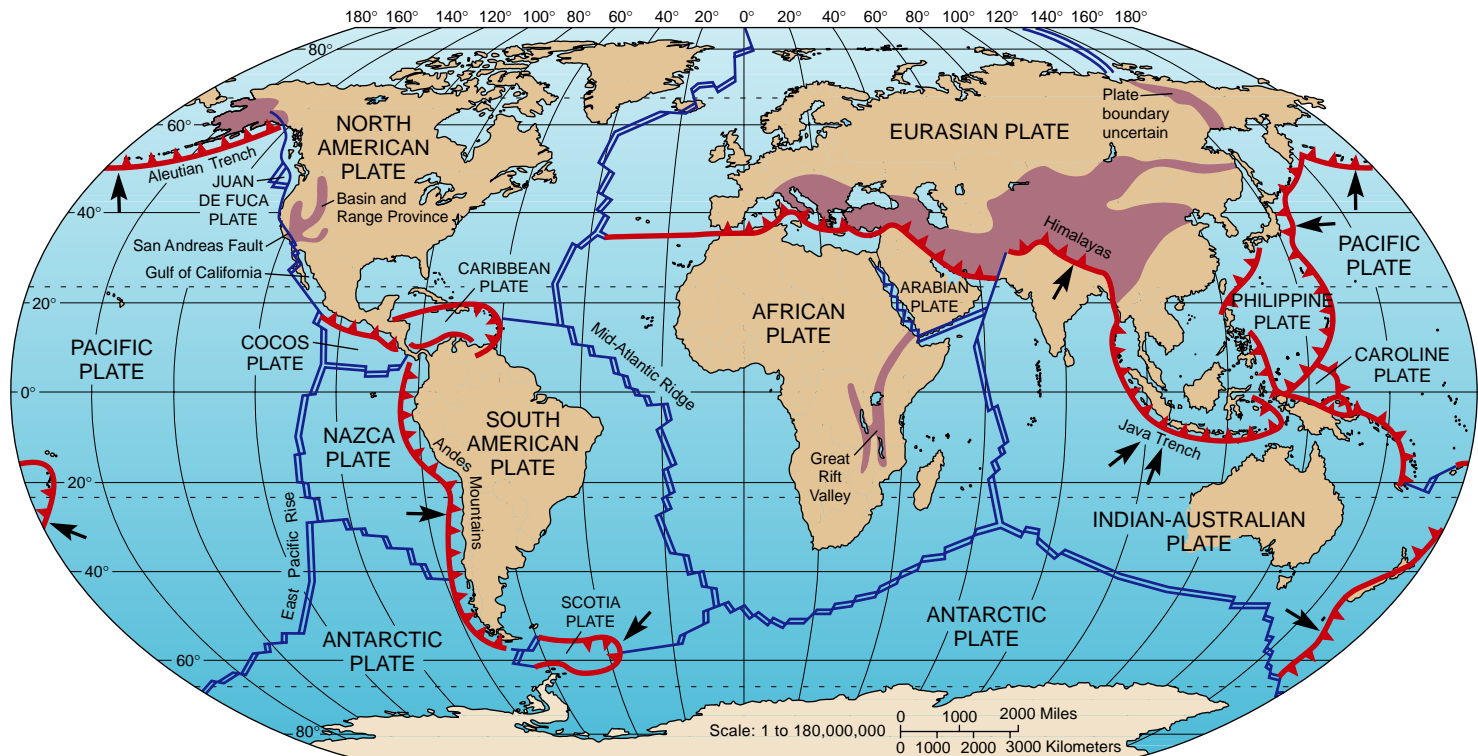 180° 160° 140° 120° 100° 80° 60° 40° 20° 0° 20° 40° 60° 80° 100° 120° 140° 160° 180°
80°
60°
40°
20°
0°
20°
40°
60°
80°
NORTH
AMERICAN
PLATE
Aleutian Trench
JUAN
DE FUCA
PLATE
Basin and
Range Province
San Andreas Fault
Gulf of California
CARIBBEAN
PLATE
PACIFIC
PLATE
COCOS
PLATE
NAZCA
PLATE
SOUTH
AMERICAN
PLATE
Andes
Mountains
East Pacific Rise
ANTARCTIC
PLATE
SCOTIA
PLATE
Mid-Atlantic Ridge
EURASIAN PLATE
Plate
boundary
uncertain
Himalayas
ARABIAN
PLATE
AFRICAN
PLATE
Great
Rift
Valley
PACIFIC
PLATE
PHILIPPINE
PLATE
CAROLINE
PLATE
Java Trench
INDIAN-AUSTRALIAN
PLATE
ANTARCTIC
PLATE
Scale: 1 to 180,000,000
0 1000 2000 Miles
0 1000 2000 3000 Kilometers